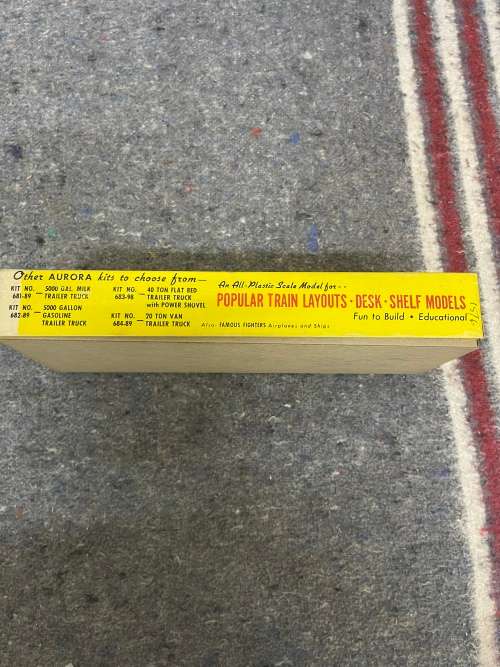 Other AURORA kits to choose from—
KIT NO. 681-89 — 5000 GAL. MILK TRAILER TRUCK
KIT NO. 682-89 — 5000 GALLON GASOLINE TRAILER TRUCK
KIT NO. 683-98 — 40 TON FLAT BED TRAILER TRUCK with POWER SHOVEL
KIT NO. 684-89 — 20 TON VAN TRAILER TRUCK
An All-Plastic Scale Model for--
POPULAR TRAIN LAYOUTS · DESK · SHELF MODELS
Fun to Build • Educational
Also: FAMOUS FIGHTERS Airplanes and Ships